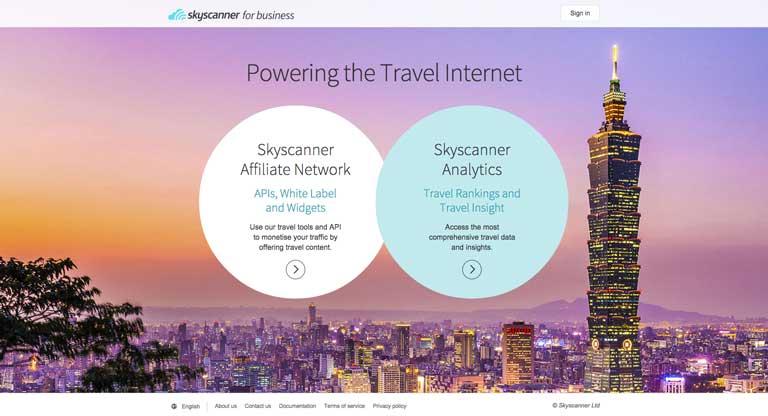 skyscanner for business
Sign in
Powering the Travel Internet
Skyscanner
Affiliate Network
APIs, White Label
and Widgets
Use our travel tools and API
to monetise your traffic by
offering travel content.
Skyscanner
Analytics
Travel Rankings and
Travel Insight
Access the most
comprehensive travel data
and insights.
English About us Contact us Documentation Terms of service Privacy policy © Skyscanner Ltd